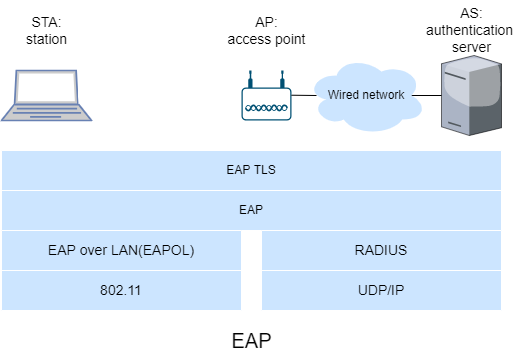 STA:
station
AP:
access point
AS:
authentication
server
Wired network
EAP TLS
EAP
EAP over LAN(EAPOL)
RADIUS
802.11
UDP/IP
EAP